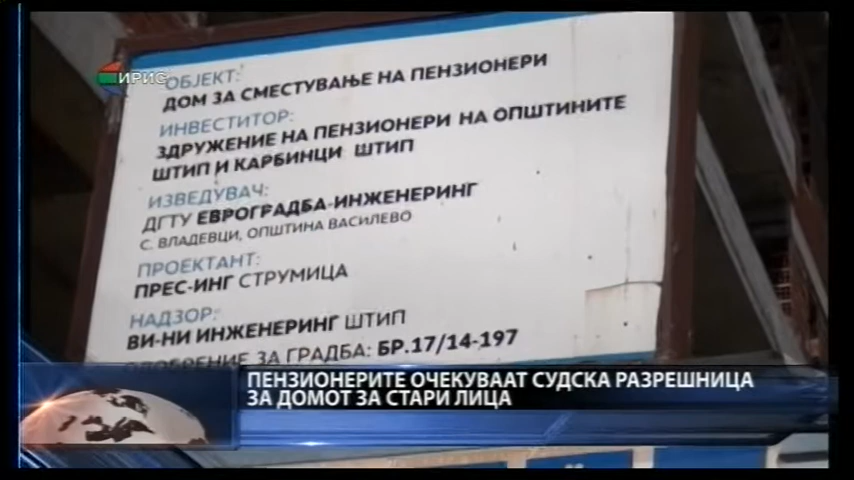 ИРИС
ОБЈЕКТ:
ДОМ ЗА СМЕСТУВАЊЕ НА ПЕНЗИОНЕРИ
ИНВЕСТИТОР:
ЗДРУЖЕНИЕ НА ПЕНЗИОНЕРИ НА ОПШТИНИТЕ
ШТИП И КАРБИНЦИ ШТИП
ИЗВЕДУВАЧ:
ДГТУ ЕВРОГРАДБА-ИНЖЕНЕРИНГ
С. ВЛАДЕВЦИ, ОПШТИНА ВАСИЛЕВО
ПРОЕКТАНТ:
ПРЕС-ИНГ СТРУМИЦА
НАДЗОР:
ВИ-НИ ИНЖЕНЕРИНГ ШТИП
ОДОБРЕНИЕ ЗА ГРАДБА: БР.17/14-197
ПЕНЗИОНЕРИТЕ ОЧЕКУВААТ СУДСКА РАЗРЕШНИЦА
ЗА ДОМОТ ЗА СТАРИ ЛИЦА